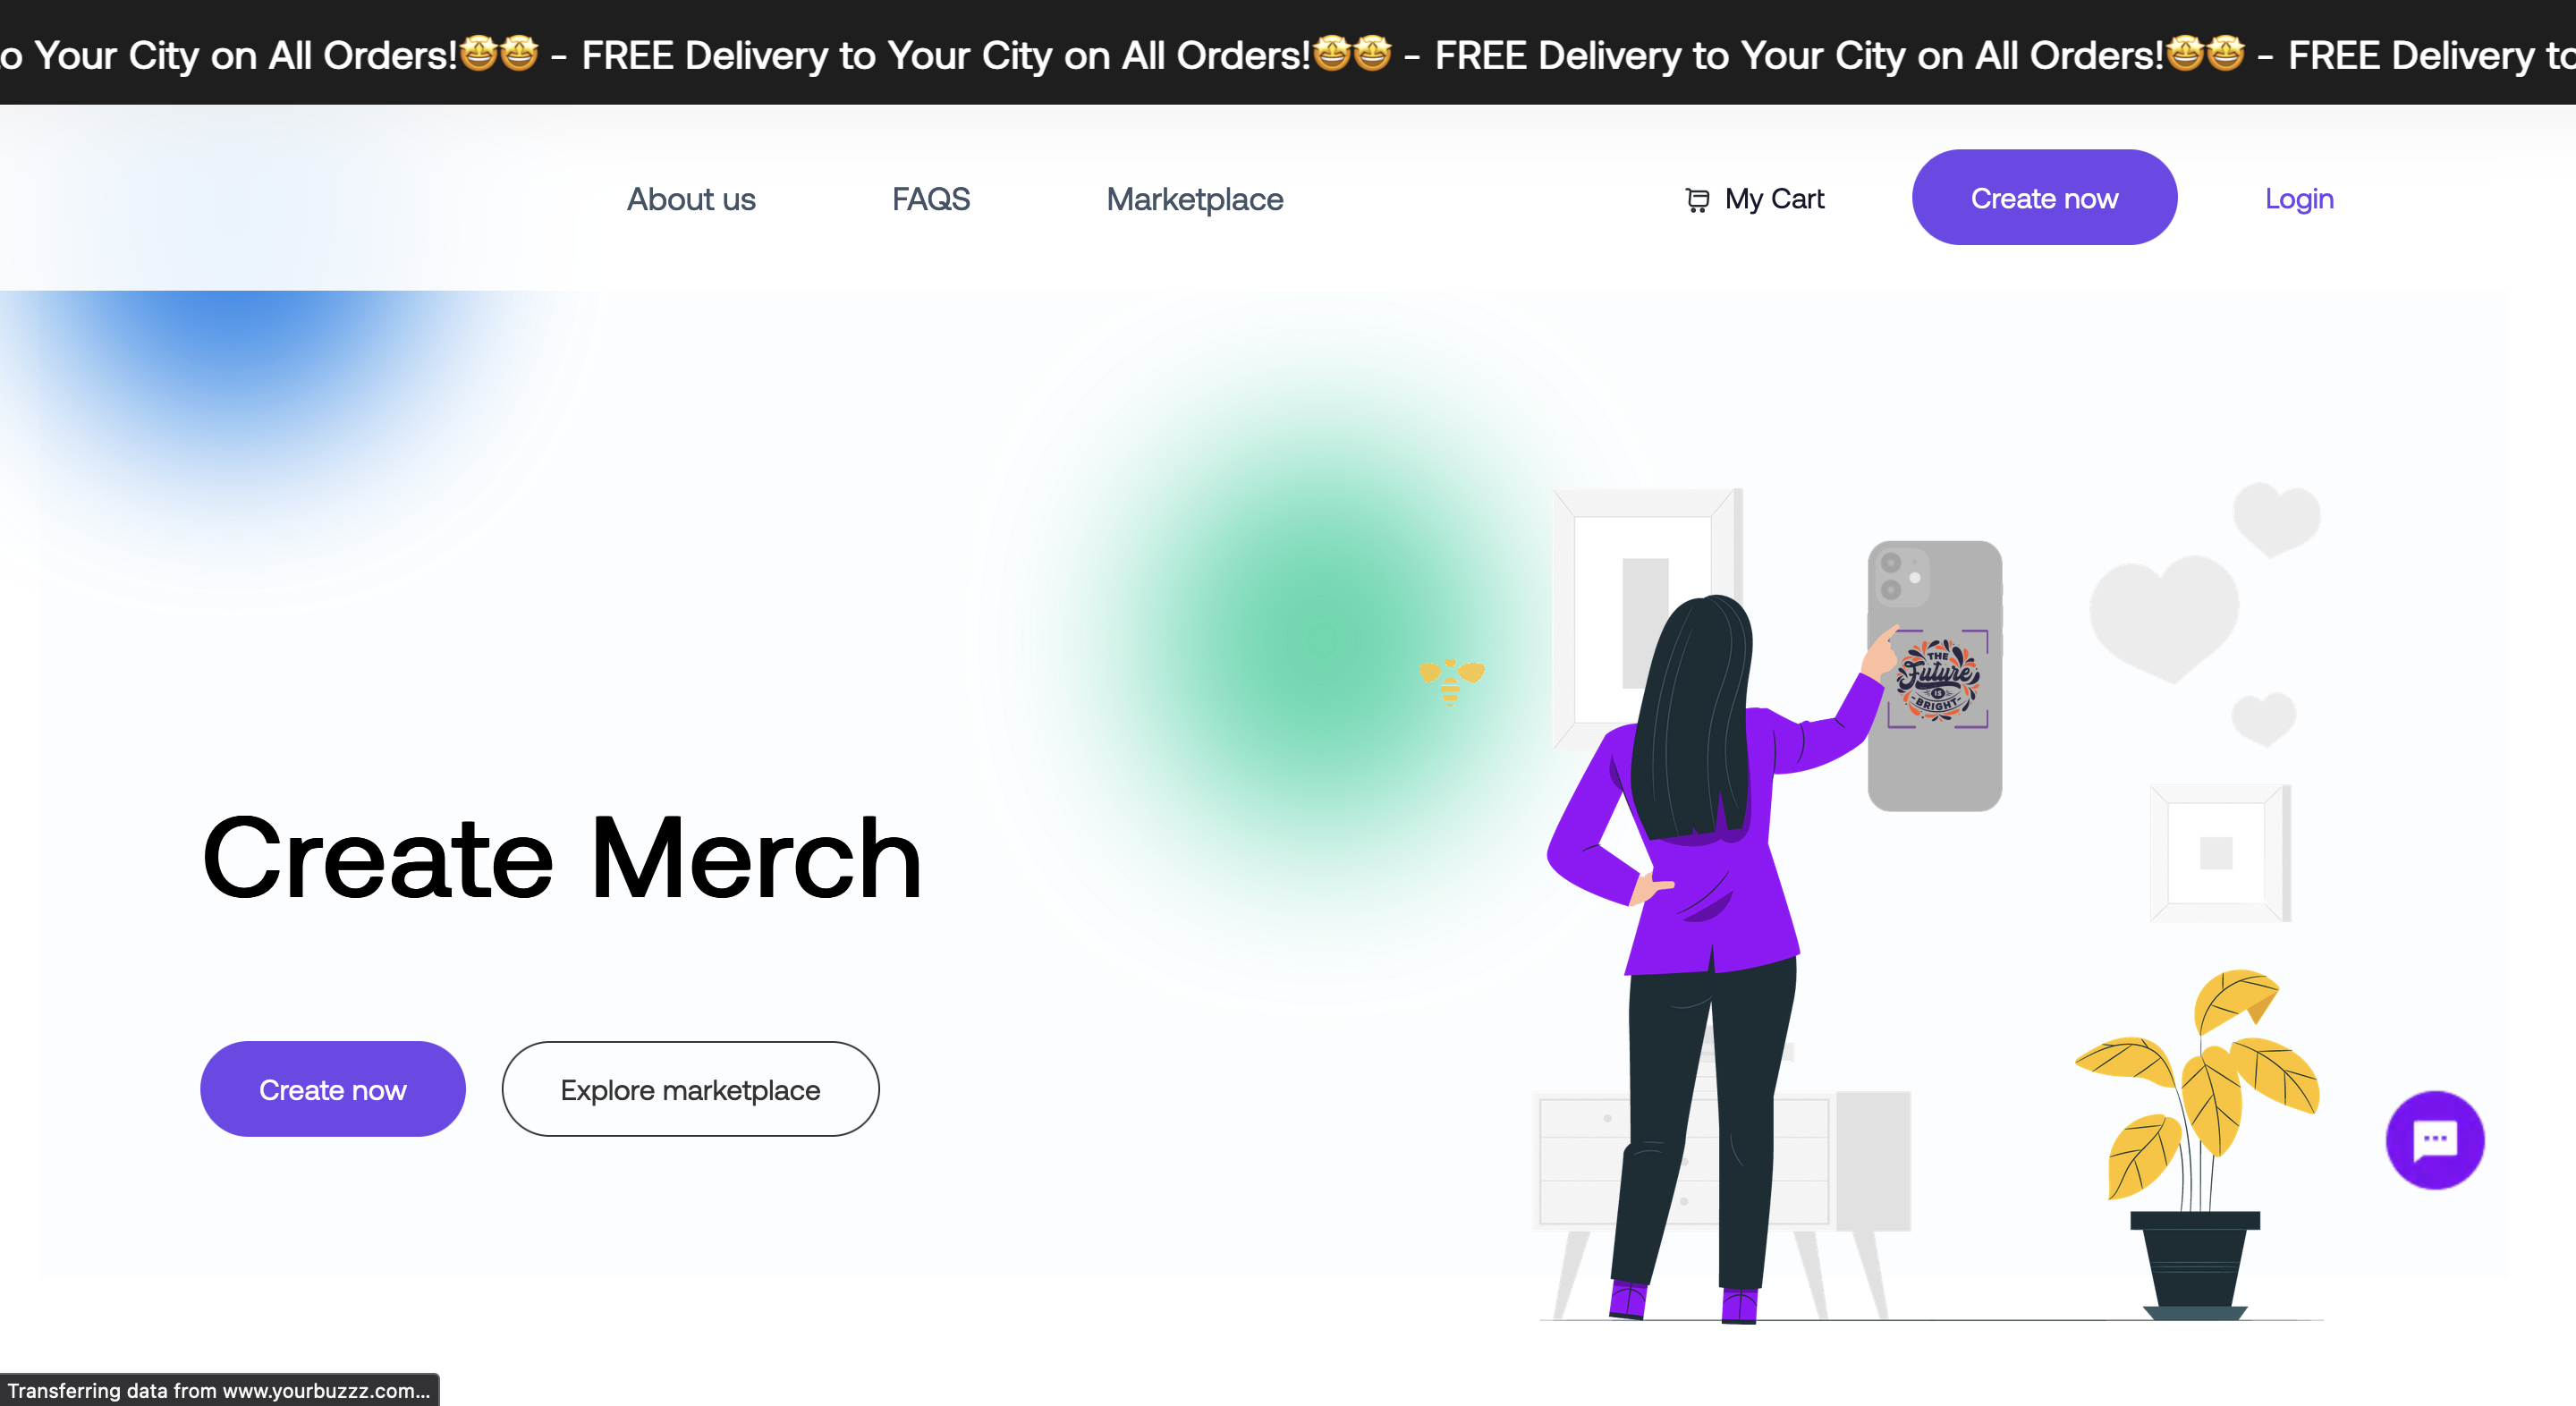 o Your City on All Orders!🤩🤩 - FREE Delivery to Your City on All Orders!🤩🤩 - FREE Delivery to Your City on All Orders!🤩🤩 - FREE Delivery to
About us
FAQS
Marketplace
My Cart
Create now
Login
THE
Future
IS
BRIGHT
Create Merch
Create now
Explore marketplace
Transferring data from www.yourbuzzz.com...